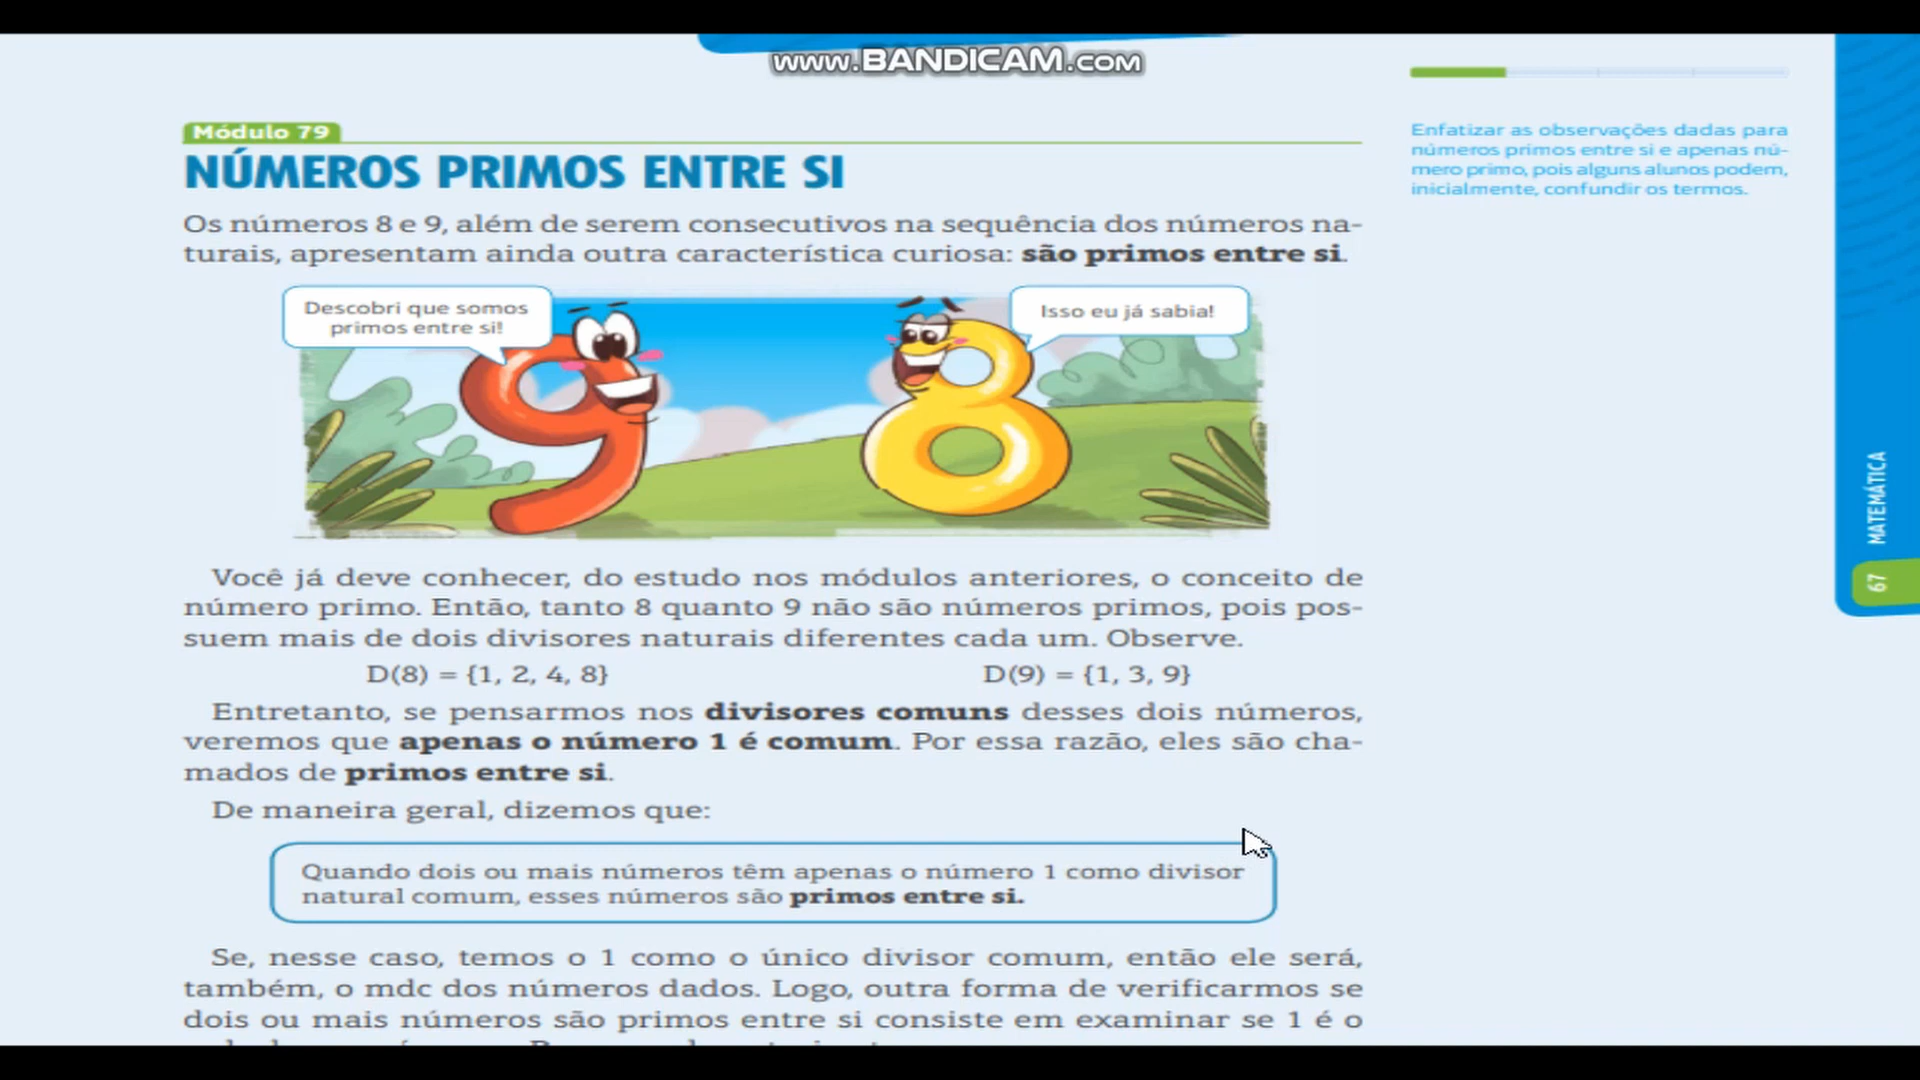 www.BANDICAM.com
Enfatizar as observações dadas para
números primos entre si e apenas nú-
mero primo, pois alguns alunos podem,
inicialmente, confundir os termos.
Módulo 79
NÚMEROS PRIMOS ENTRE SI
Os números 8 e 9, além de serem consecutivos na sequência dos números na-
turais, apresentam ainda outra característica curiosa: são primos entre si.
Descobri que somos
primos entre si!
Isso eu já sabia!
Você já deve conhecer, do estudo nos módulos anteriores, o conceito de
número primo. Então, tanto 8 quanto 9 não são números primos, pois pos-
suem mais de dois divisores naturais diferentes cada um. Observe.
D(8) = {1, 2, 4, 8}
D(9) = {1, 3, 9}
Entretanto, se pensarmos nos divisores comuns desses dois números,
veremos que apenas o número 1 é comum. Por essa razão, eles são cha-
mados de primos entre si.
De maneira geral, dizemos que:
Quando dois ou mais números têm apenas o número 1 como divisor
natural comum, esses números são primos entre si.
Se, nesse caso, temos o 1 como o único divisor comum, então ele será,
também, o mdc dos números dados. Logo, outra forma de verificarmos se
dois ou mais números são primos entre si consiste em examinar se 1 é o
MATEMÁTICA
67